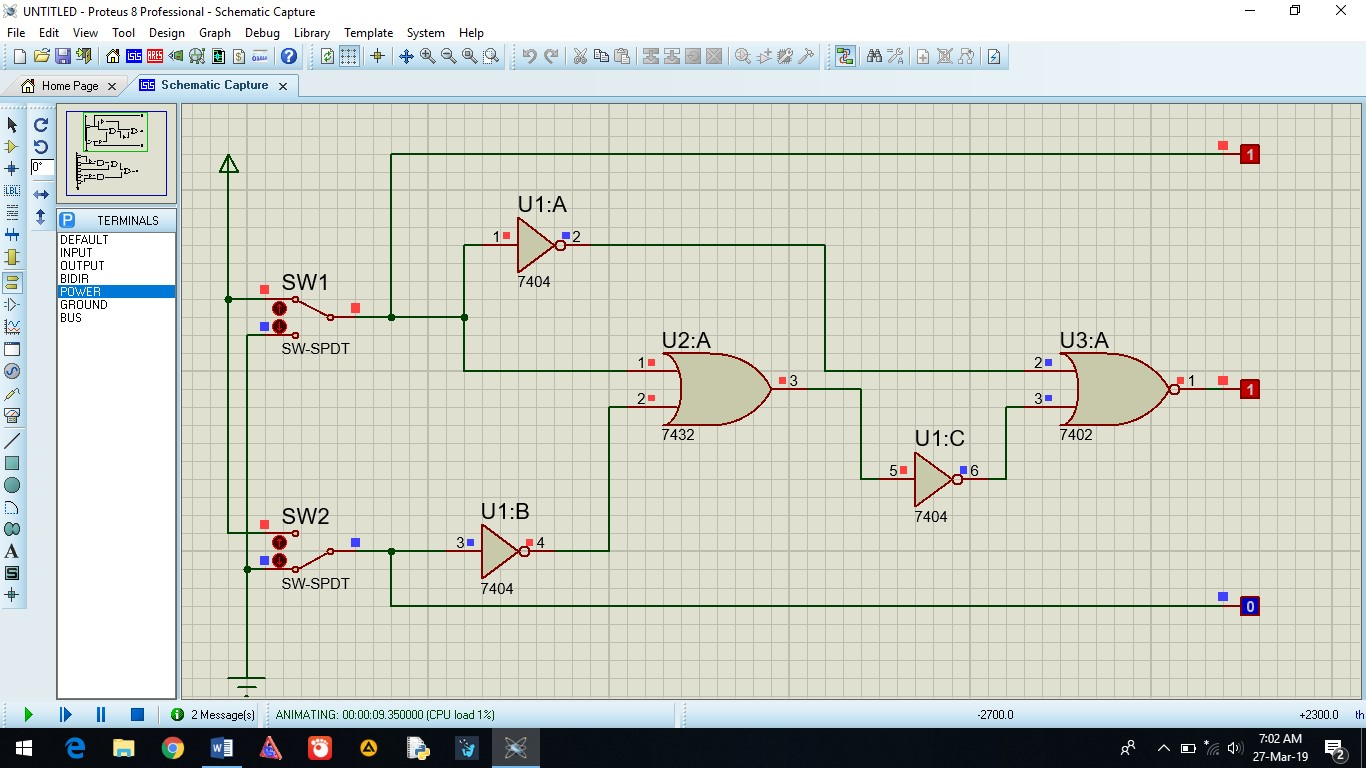 UNTITLED - Proteus 8 Professional - Schematic Capture
File Edit View Tool Design Graph Debug Library Template System Help
Home Page
Schematic Capture
0°
LBL
TERMINALS
DEFAULT
INPUT
OUTPUT
BIDIR
POWER
GROUND
BUS
A
S
1
U1:A
1 2
7404
SW1
SW-SPDT
U2:A
1
2
3
7432
U3:A
2
3
1
7402
1
U1:C
5 6
7404
SW2
SW-SPDT
U1:B
3 4
7404
0
2 Message(s)
ANIMATING: 00:00:09.350000 (CPU load 1%)
-2700.0
+2300.0
th
7:02 AM
27-Mar-19
2